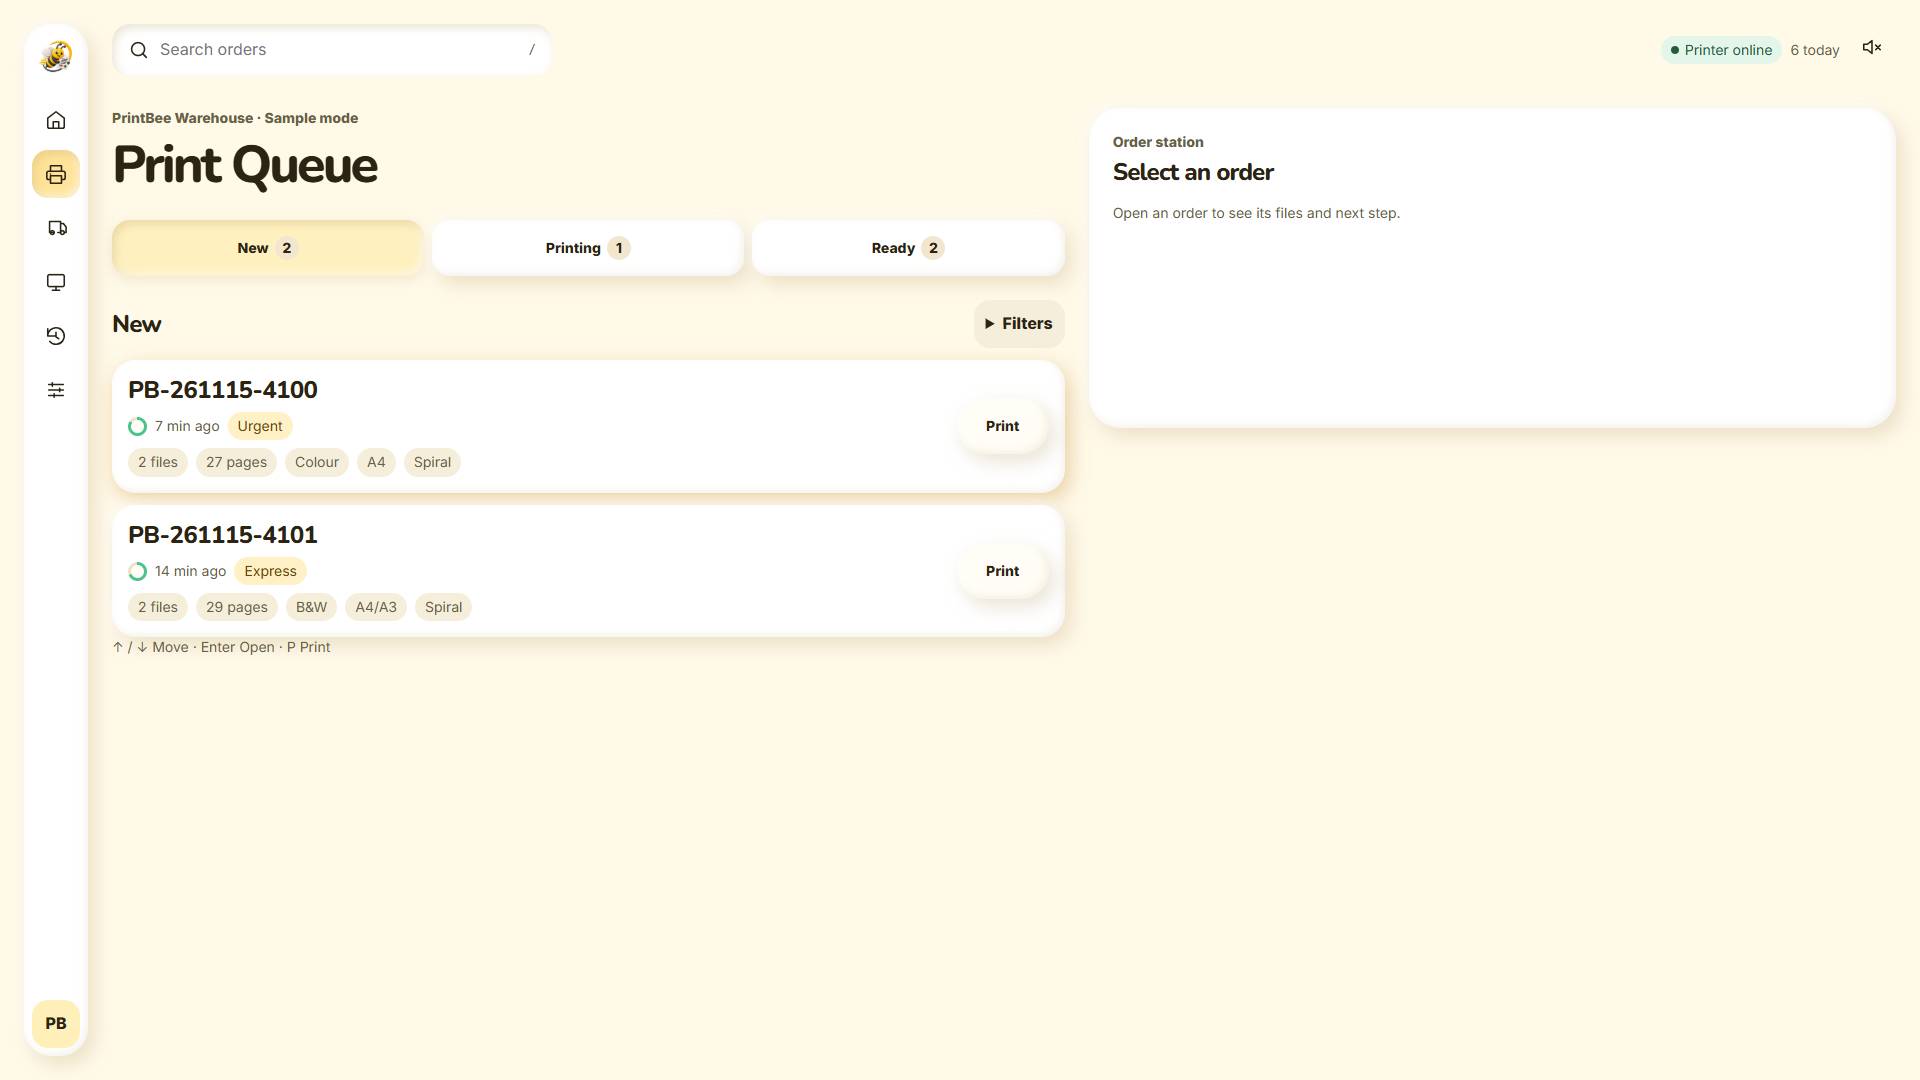 Search orders /
Printer online 6 today
PrintBee Warehouse · Sample mode
Print Queue
New 2
Printing 1
Ready 2
New
▶ Filters
PB-261115-4100
7 min ago Urgent
2 files 27 pages Colour A4 Spiral
Print
PB-261115-4101
14 min ago Express
2 files 29 pages B&W A4/A3 Spiral
Print
↑ / ↓ Move · Enter Open · P Print
Order station
Select an order
Open an order to see its files and next step.
PB